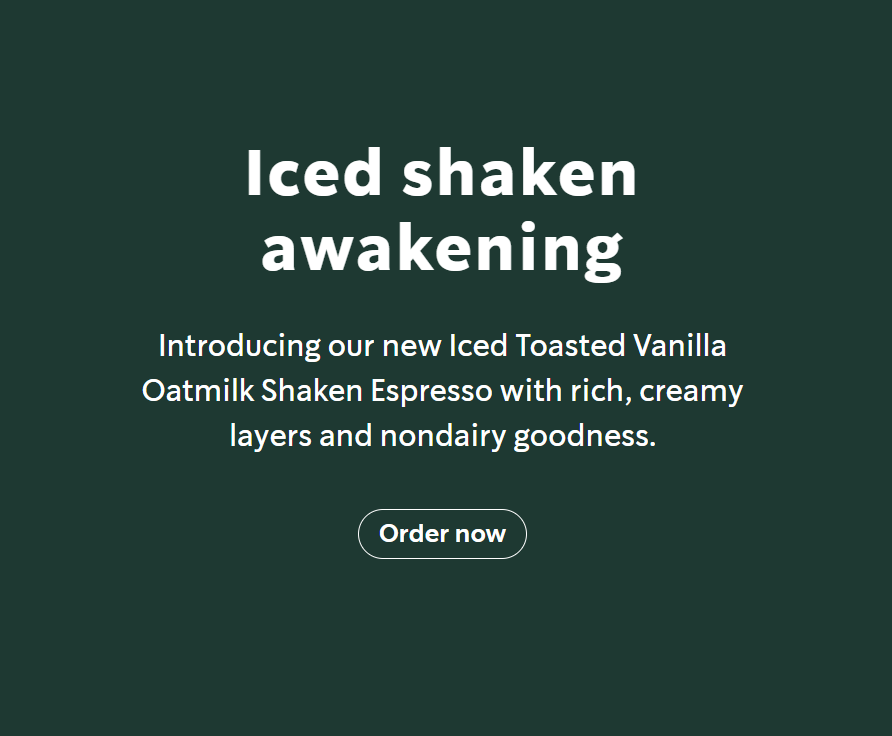 Iced shaken
awakening
Introducing our new Iced Toasted Vanilla
Oatmilk Shaken Espresso with rich, creamy
layers and nondairy goodness.
Order now